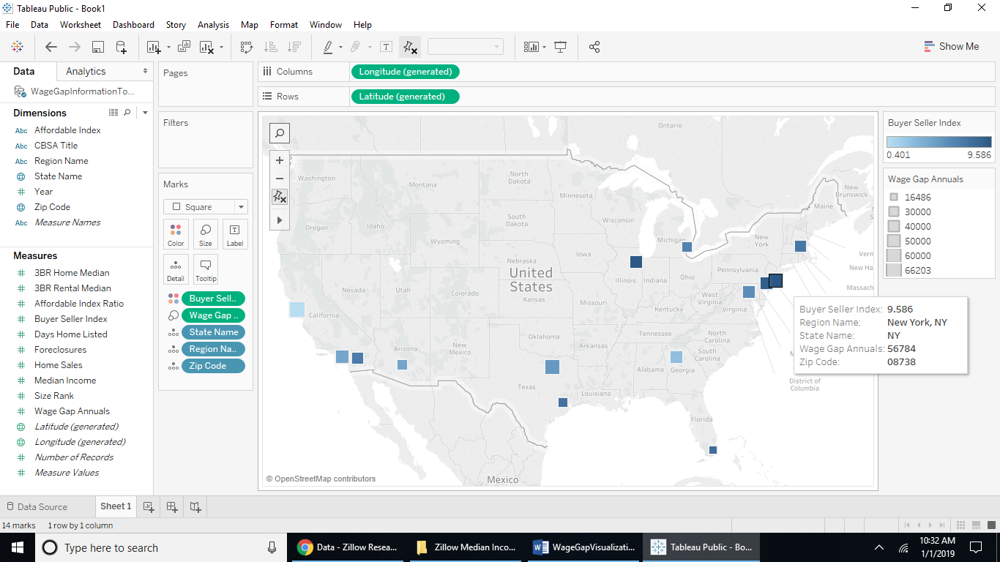 Tableau Public - Book1
File Data Worksheet Dashboard Story Analysis Map Format Window Help
Show Me
Data Analytics
WageGapInformationTo...
Dimensions
Abc Affordable Index
Abc CBSA Title
Abc Region Name
State Name
# Year
Zip Code
Abc Measure Names
Measures
# 3BR Home Median
# 3BR Rental Median
# Affordable Index Ratio
# Buyer Seller Index
# Days Home Listed
# Foreclosures
# Home Sales
# Median Income
# Size Rank
# Wage Gap Annuals
Latitude (generated)
Longitude (generated)
# Number of Records
# Measure Values
Pages
Filters
Marks
Square
Color Size Label
Detail Tooltip
Buyer Sell..
Wage Gap ..
State Name
Region Na..
Zip Code
Columns Longitude (generated)
Rows Latitude (generated)
Ontario
Washington
Montana
North
Dakota
Minnesota
New
Brunswick
Maine
Oregon
Idaho
South
Dakota
Wisconsin
Michigan
New
York
Wyoming
Iowa
Verm
Nebraska
United
States
Pennsylvania
New Ha
Nevada
Utah
Colorado
Kansas
Illinois
Indiana
Ohio
Massach
California
Missouri
Kentucky
West
Virginia
Virginia
Arizona
New
Mexico
Oklahoma
Arkansas
Tennessee
North
Carolina
South
Carolina
Texas
Louisiana
Alabama
Georgia
M
District of
Columbia
Florida
Mexico
© OpenStreetMap contributors
Buyer Seller Index: 9.586
Region Name: New York, NY
State Name: NY
Wage Gap Annuals: 56784
Zip Code: 08738
Buyer Seller Index
0.401 9.586
Wage Gap Annuals
16486
30000
40000
50000
60000
66203
Data Source Sheet 1
14 marks 1 row by 1 column
Type here to search
Data - Zillow Resea...
Zillow Median Inco...
WageGapVisualizati...
Tableau Public - Bo...
10:32 AM
1/1/2019